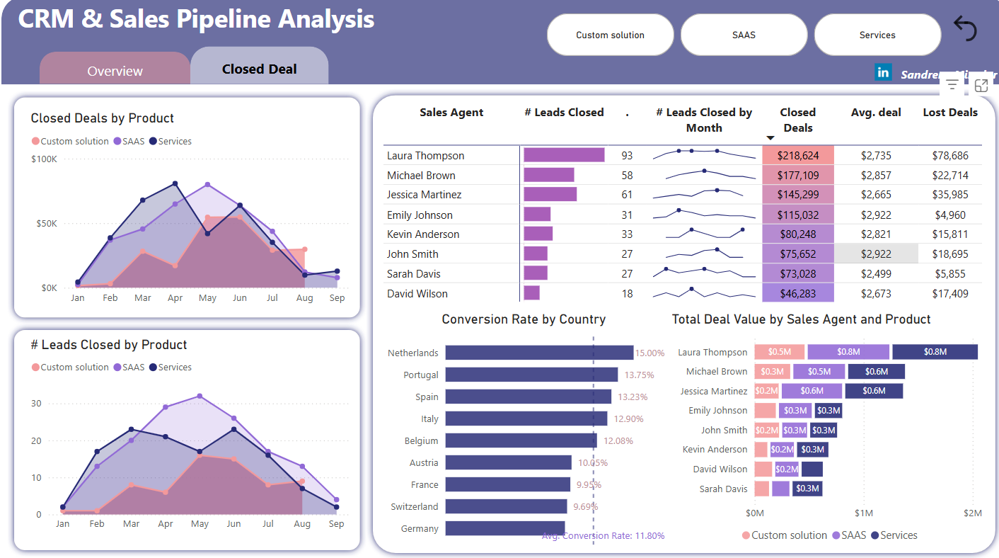 CRM & Sales Pipeline Analysis
Custom solution
SAAS
Services
Overview
Closed Deal
in
Closed Deals by Product
Custom solution SAAS Services
$100K
$50K
$0K
Jan Feb Mar Apr May Jun Jul Aug Sep
# Leads Closed by Product
Custom solution SAAS Services
30
20
10
0
Jan Feb Mar Apr May Jun Jul Aug Sep
Sales Agent # Leads Closed . # Leads Closed by Month Closed Deals Avg. deal Lost Deals
Laura Thompson 93 $218,624 $2,735 $78,686
Michael Brown 58 $177,109 $2,857 $22,714
Jessica Martinez 61 $145,299 $2,665 $35,985
Emily Johnson 31 $115,032 $2,922 $4,960
Kevin Anderson 33 $80,248 $2,821 $15,811
John Smith 27 $75,652 $2,922 $18,695
Sarah Davis 27 $73,028 $2,499 $5,855
David Wilson 18 $46,283 $2,673 $17,409
Conversion Rate by Country
Netherlands 15.00%
Portugal 13.75%
Spain 13.23%
Italy 12.90%
Belgium 12.08%
Austria 10.05%
France 9.95%
Switzerland 9.69%
Germany
Avg. Conversion Rate: 11.80%
Total Deal Value by Sales Agent and Product
Laura Thompson $0.5M $0.8M $0.8M
Michael Brown $0.3M $0.5M $0.6M
Jessica Martinez $0.2M $0.6M $0.6M
Emily Johnson $0.3M $0.3M
John Smith $0.2M $0.3M $0.3M
Kevin Anderson $0.2M $0.3M
David Wilson $0.2M
Sarah Davis $0.3M
$0M $1M $2M
Custom solution SAAS Services